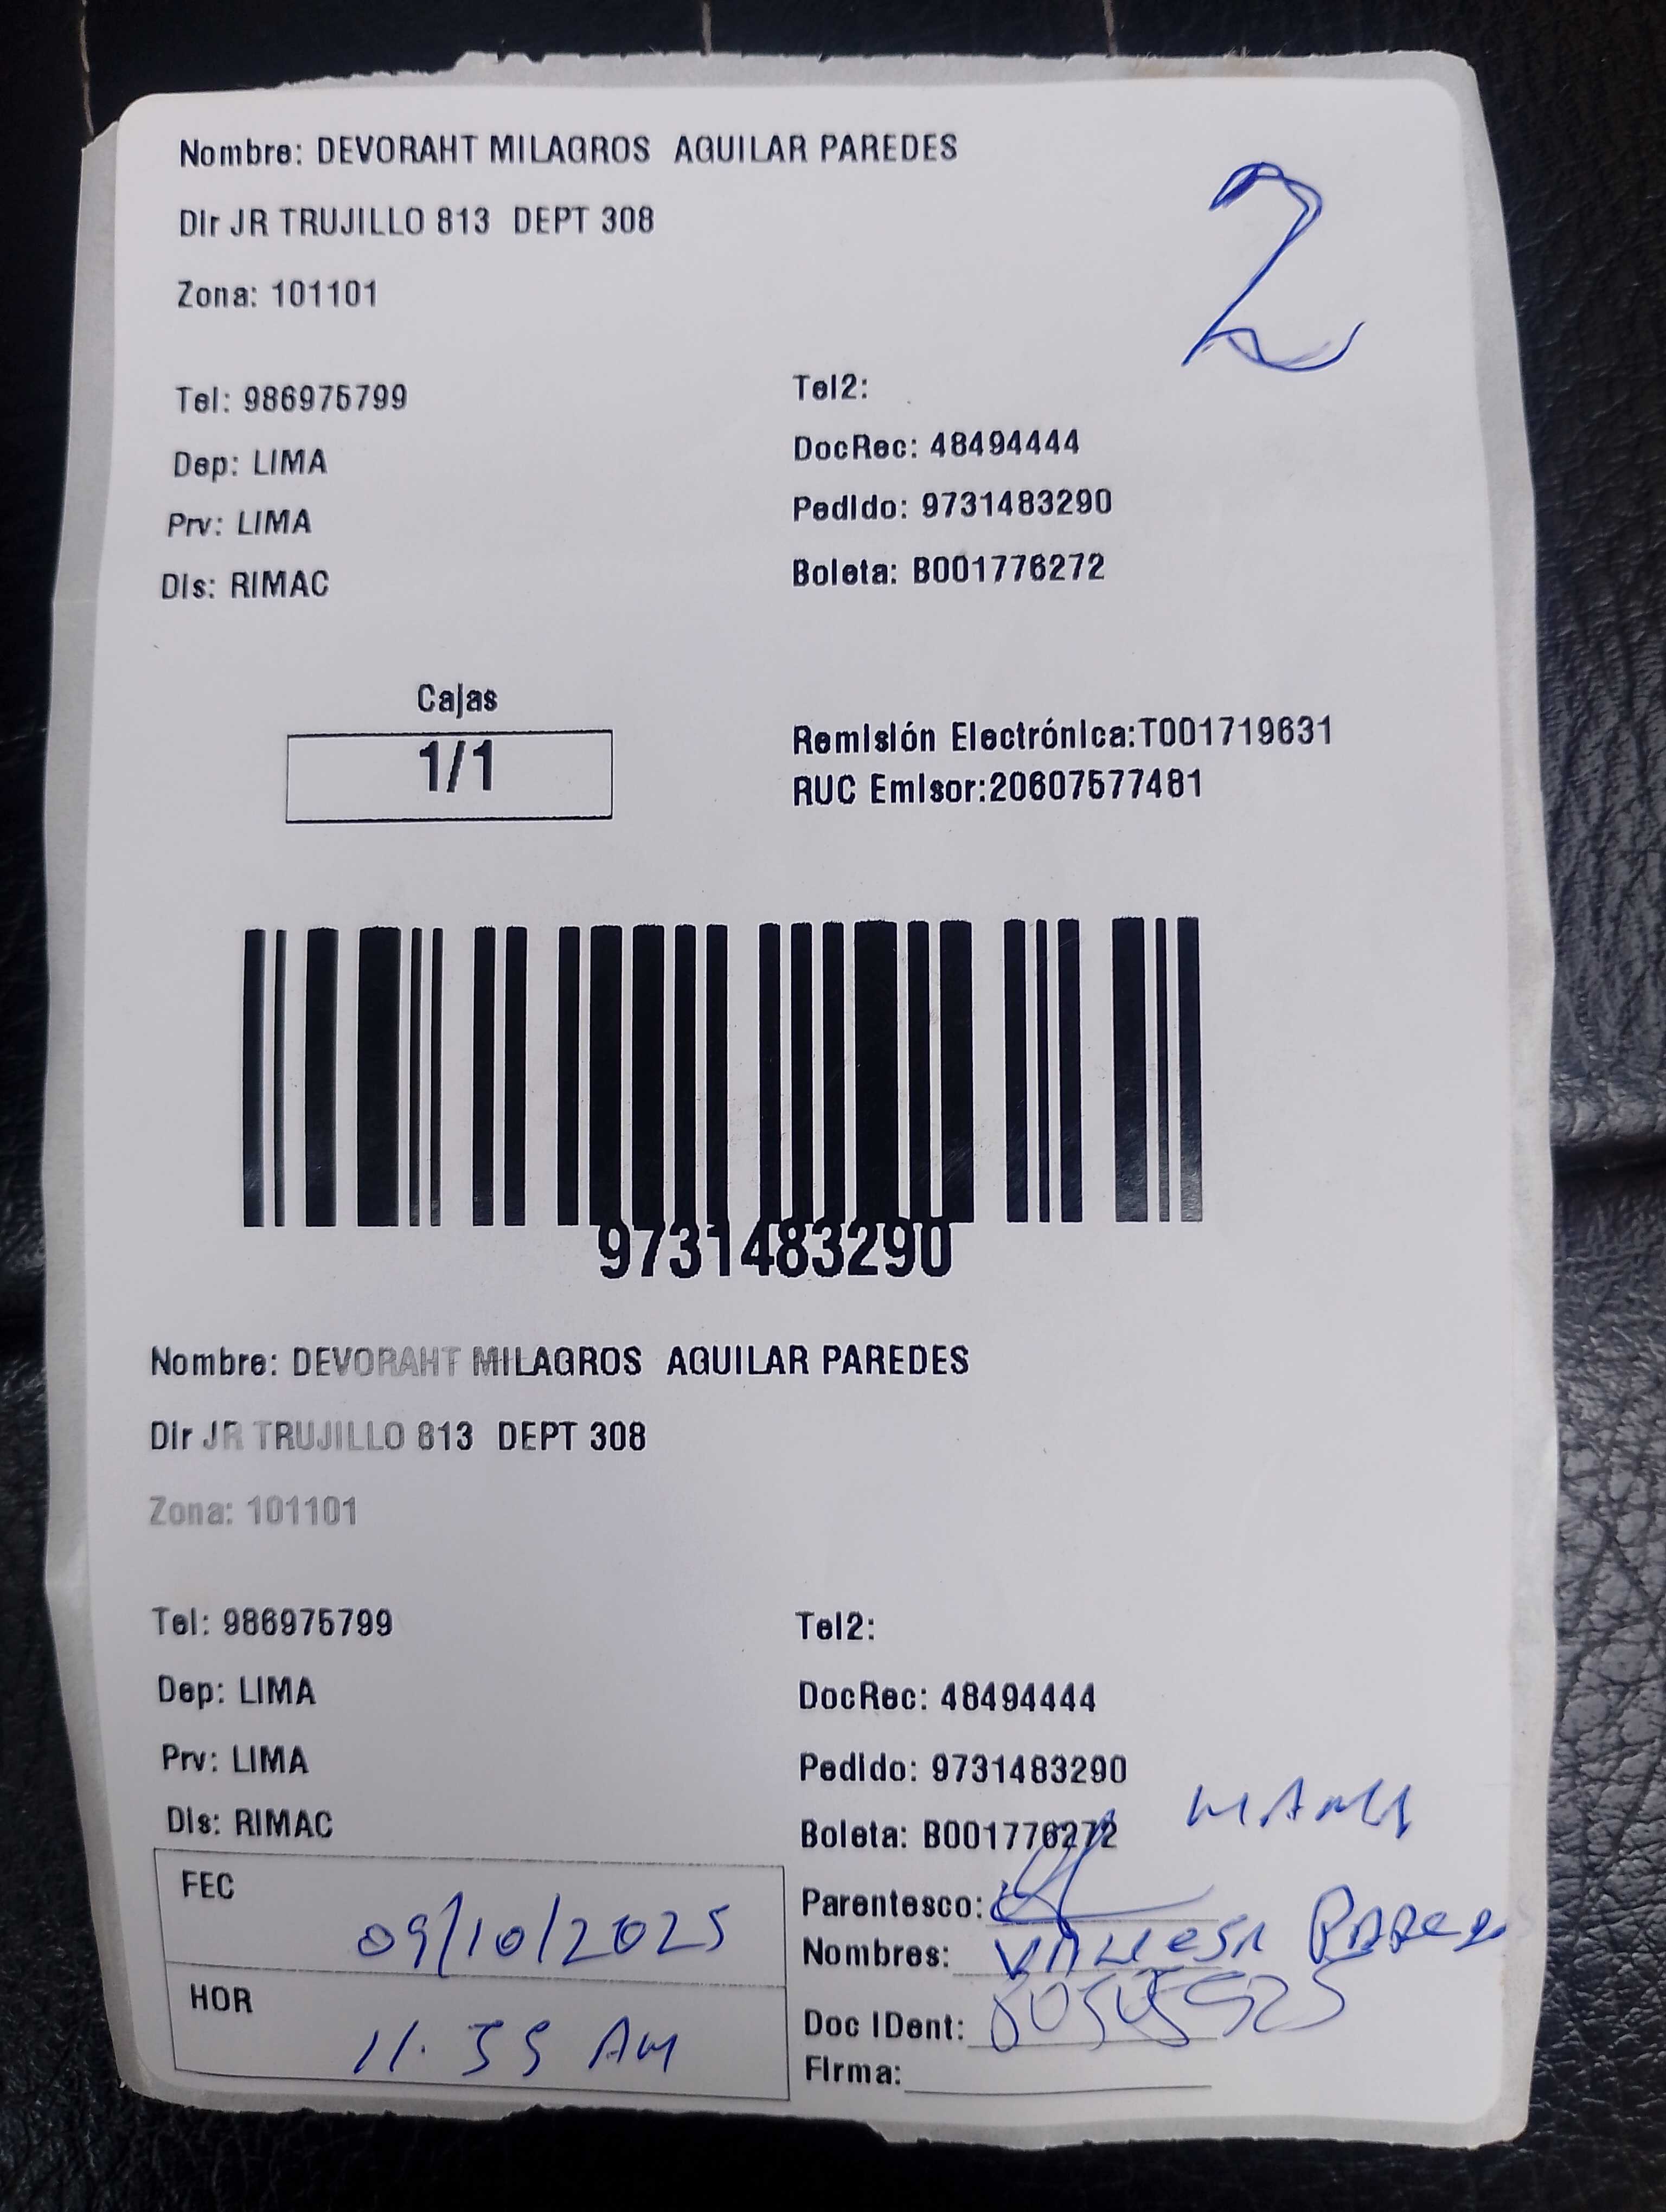 Nombre: DEVORAHT MILAGROS AGUILAR PAREDES
2
Dir JR TRUJILLO 813 DEPT 308
Zona: 101101
Tel: 986975799
Tel2:
Dep: LIMA
DocRec: 48494444
Prv: LIMA
Pedido: 9731483290
Dis: RIMAC
Boleta: B001776272
Cajas
1/1
Remisión Electrónica:T001719631
RUC Emisor:20607577481
9731483290
Nombre: DEVORAHT MILAGROS AGUILAR PAREDES
Dir JR TRUJILLO 813 DEPT 308
Zona: 101101
Tel: 986975799
Tel2:
Dep: LIMA
DocRec: 48494444
Prv: LIMA
Pedido: 9731483290
Dis: RIMAC
Boleta: B001776272
MAMA
FEC
09/10/2025
Parentesco:
Nombres:
HOR
11.35 AM
Doc IDent:
Firma: